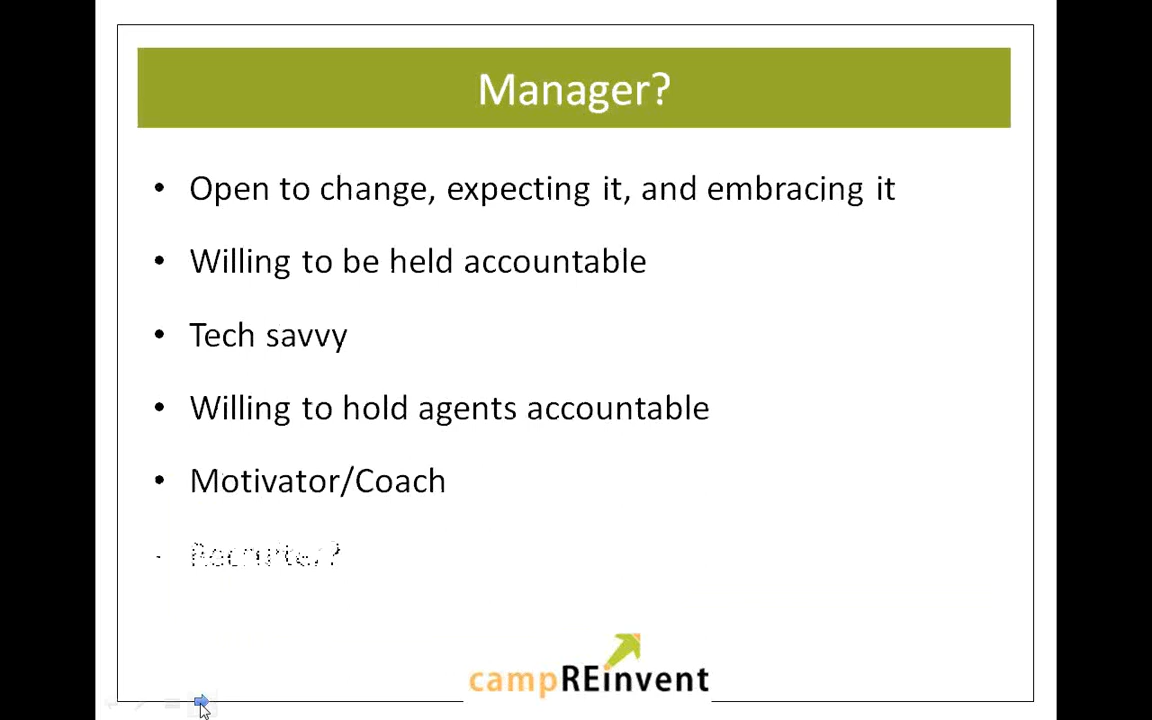 Manager?
• Open to change, expecting it, and embracing it
• Willing to be held accountable
• Tech savvy
• Willing to hold agents accountable
• Motivator/Coach
Recruiter?
campREinvent